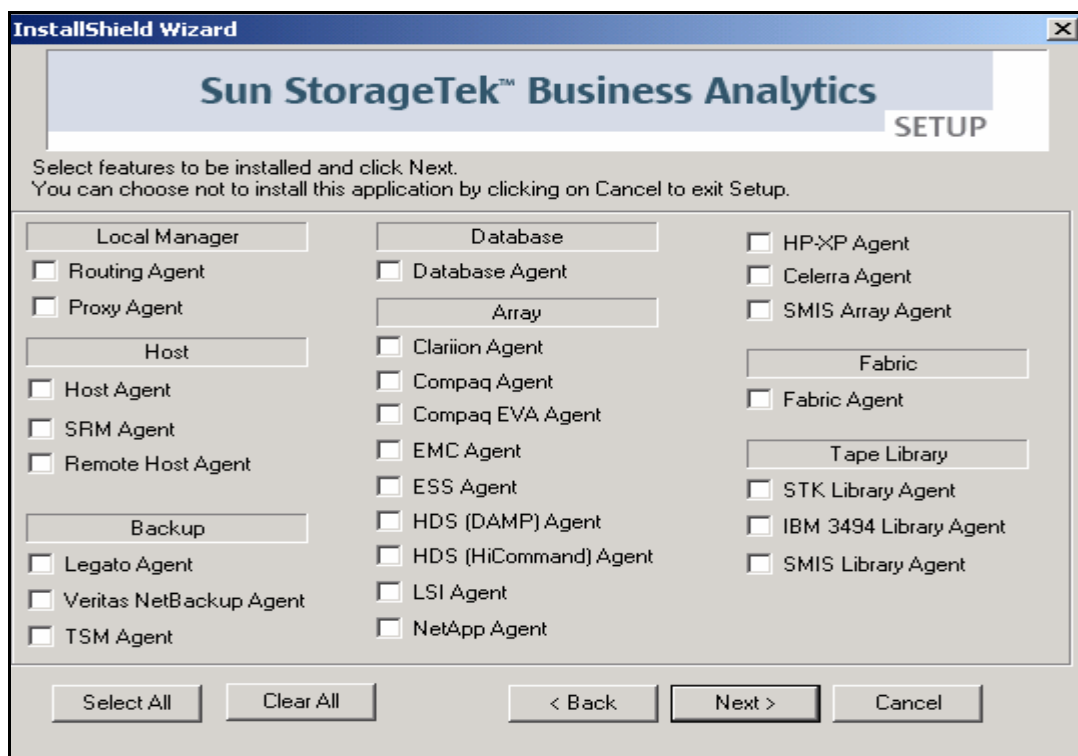 InstallShield Wizard
Sun StorageTek™ Business Analytics
SETUP
Select features to be installed and click Next.
You can choose not to install this application by clicking on Cancel to exit Setup.
Local Manager
Routing Agent
Proxy Agent
Host
Host Agent
SRM Agent
Remote Host Agent
Backup
Legato Agent
Veritas NetBackup Agent
TSM Agent
Database
Database Agent
Array
Clariion Agent
Compaq Agent
Compaq EVA Agent
EMC Agent
ESS Agent
HDS (DAMP) Agent
HDS (HiCommand) Agent
LSI Agent
NetApp Agent
HP-XP Agent
Celerra Agent
SMIS Array Agent
Fabric
Fabric Agent
Tape Library
STK Library Agent
IBM 3494 Library Agent
SMIS Library Agent
Select All
Clear All
< Back
Next >
Cancel